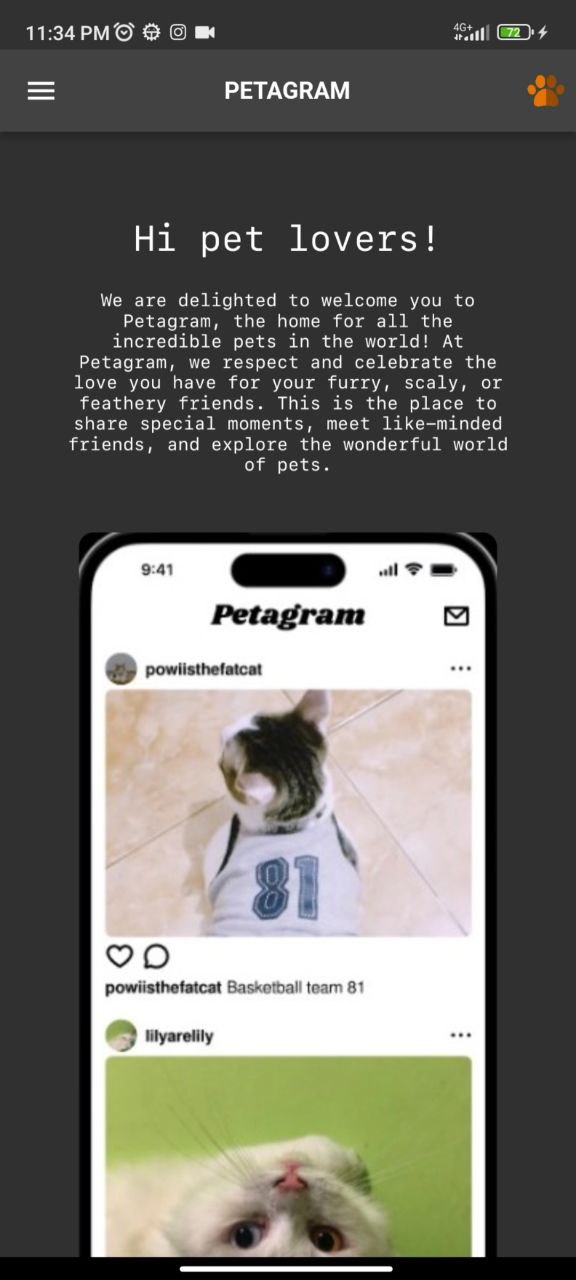 11:34 PM
4G+
72
PETAGRAM
Hi pet lovers!
We are delighted to welcome you to
Petagram, the home for all the
incredible pets in the world! At
Petagram, we respect and celebrate the
love you have for your furry, scaly, or
feathery friends. This is the place to
share special moments, meet like-minded
friends, and explore the wonderful world
of pets.
9:41
Petagram
powiisthefatcat
81
powiisthefatcat Basketball team 81
lilyarelily